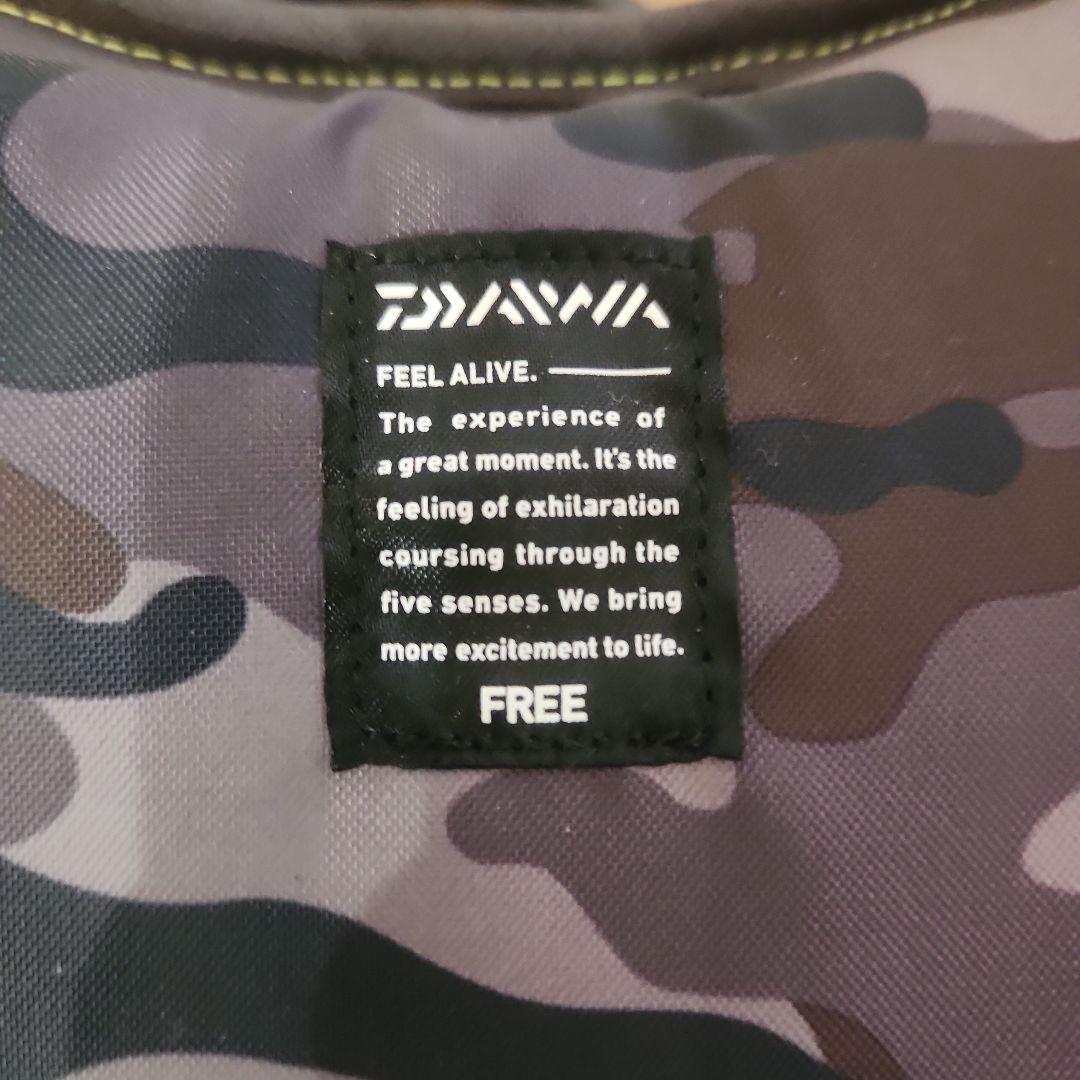 DAIWA
FEEL ALIVE.
The experience of
a great moment. It's the
feeling of exhilaration
coursing through the
five senses. We bring
more excitement to life.
FREE